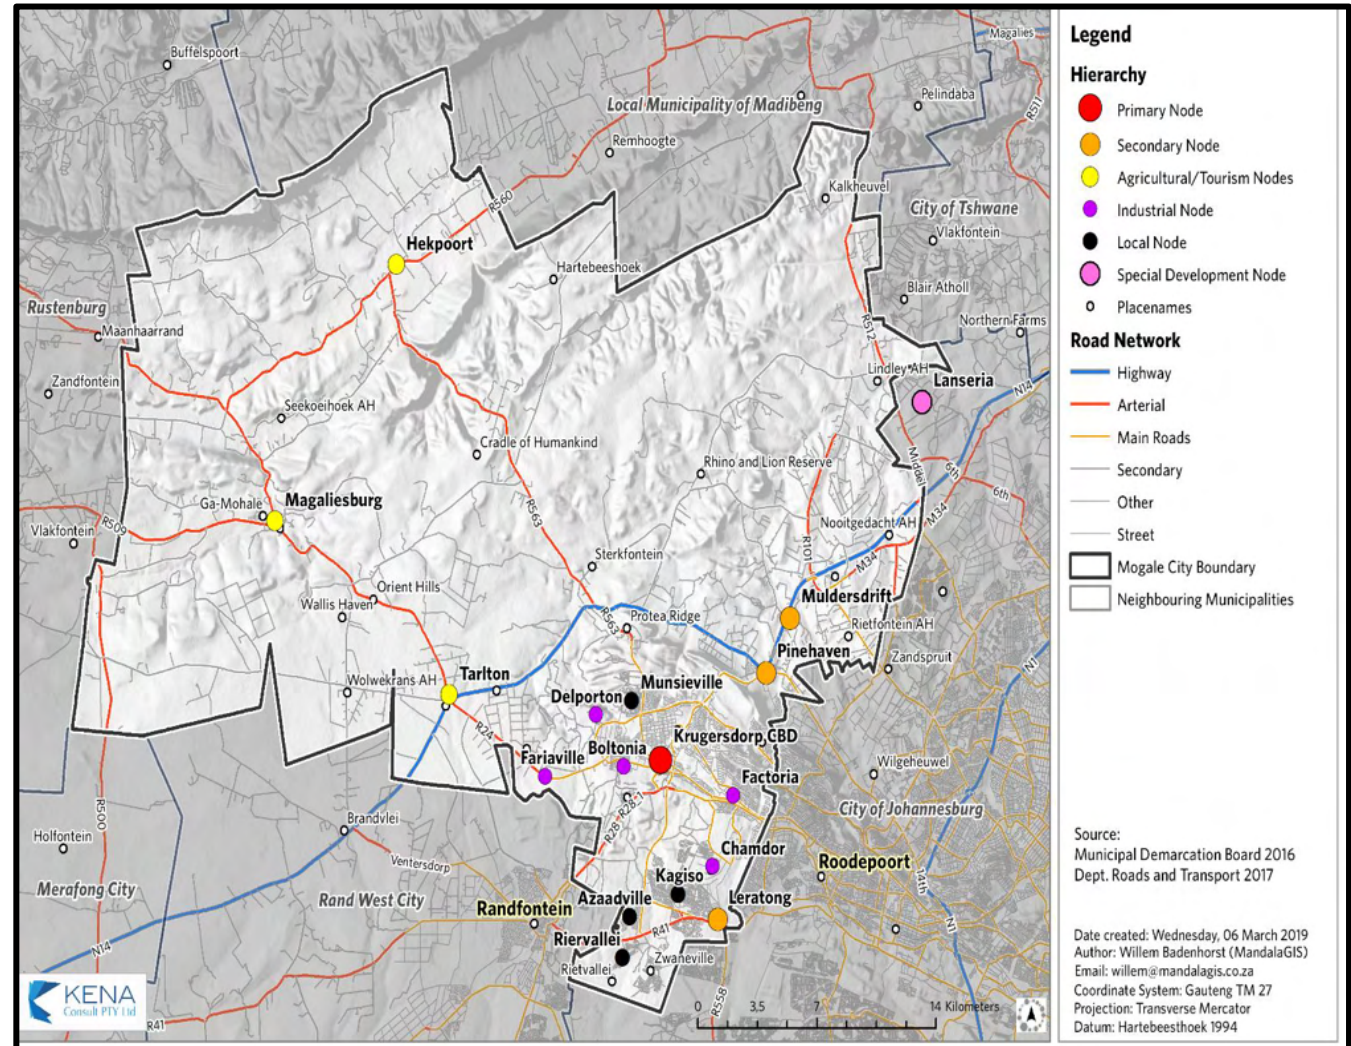 Buffelspoort
Magalies
Local Municipality of Madibeng
Pelindaba
R511
Remhoogte
Kalkheuvel
R560
City of Tshwane
Vlakfontein
Hekpoort
Hartebeeshoek
Blair Atholl
Rustenburg
Maanhaarrand
R512
Northern Farms
Zandfontein
Lindley AH
Lanseria
N14
Seekoeihoek AH
Cradle of Humankind
Rhino and Lion Reserve
Middel
6th
6th
Ga-Mohale
Magaliesburg
R563
M34
Vlakfontein
R509
Nooitgedacht AH
R101
M34
Sterkfontein
Orient Hills
Wallis Haven
Muldersdrift
R563
Protea Ridge
Rietfontein AH
Pinehaven
Zandspruit
N1
Wolwekrans AH
Tarlton
Delporton
Munsieville
R24
Krugersdorp CBD
Boltonia
Fariaville
Factoria
Wilgeheuwel
R28
R28_1
City of Johannesburg
R500
Brandvlei
Holfontein
Ventersdorp
Chamdor
Roodepoort
14th
Kagiso
Merafong City
Rand West City
Randfontein
Azaadville
Leratong
N1
R41
Riervallei
N14
Zwaneville
Rietvallei
R558
KENA
Consult PTY Ltd
R41
0 3,5 7 14 Kilometers
Legend
Hierarchy
Primary Node
Secondary Node
Agricultural/Tourism Nodes
Industrial Node
Local Node
Special Development Node
Placenames
Road Network
Highway
Arterial
Main Roads
Secondary
Other
Street
Mogale City Boundary
Neighbouring Municipalities
Source:
Municipal Demarcation Board 2016
Dept. Roads and Transport 2017
Date created: Wednesday, 06 March 2019
Author: Willem Badenhorst (MandalaGIS)
Email: willem@mandalagis.co.za
Coordinate System: Gauteng TM 27
Projection: Transverse Mercator
Datum: Hartebeesthoek 1994